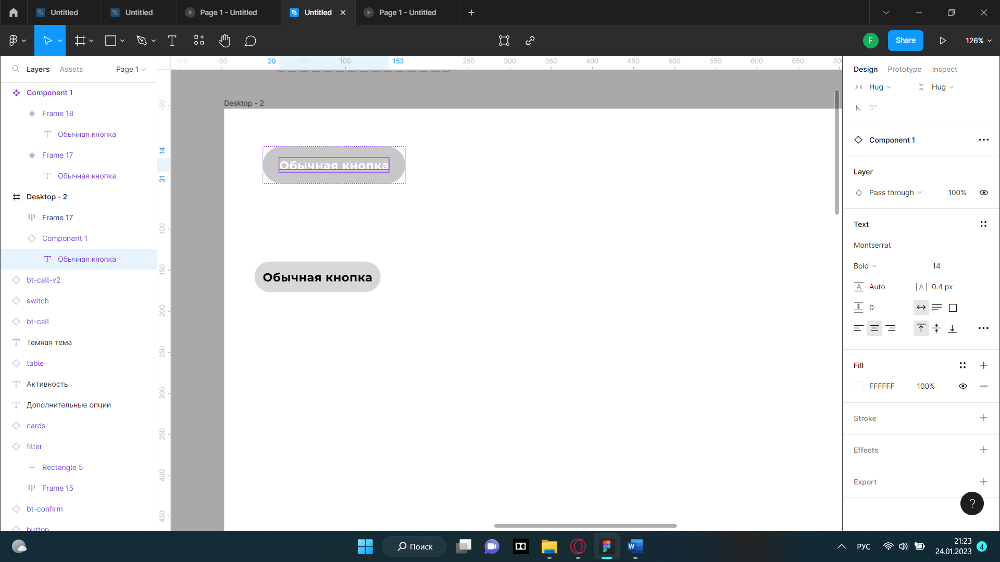 Untitled
Untitled
Page 1 - Untitled
Untitled
Page 1 - Untitled
F
Share
126%
Layers
Assets
Page 1
Component 1
Frame 18
Обычная кнопка
Frame 17
Обычная кнопка
Desktop - 2
Frame 17
Component 1
Обычная кнопка
bt-call-v2
switch
bt-call
Темная тема
table
Активность
Дополнительные опции
cards
filter
Rectangle 5
Frame 15
bt-confirm
button
-100
-50
20
50
100
153
200
250
300
350
400
450
500
550
600
650
700
-50
14
31
100
150
200
250
300
350
400
450
Desktop - 2
Обычная кнопка
Обычная кнопка
Design
Prototype
Inspect
Hug
Hug
0°
Component 1
Layer
Pass through
100%
Text
Montserrat
Bold
14
Auto
0.4 px
0
Fill
FFFFFF
100%
Stroke
Effects
Export
?
Поиск
РУС
21:23
24.01.2023
4